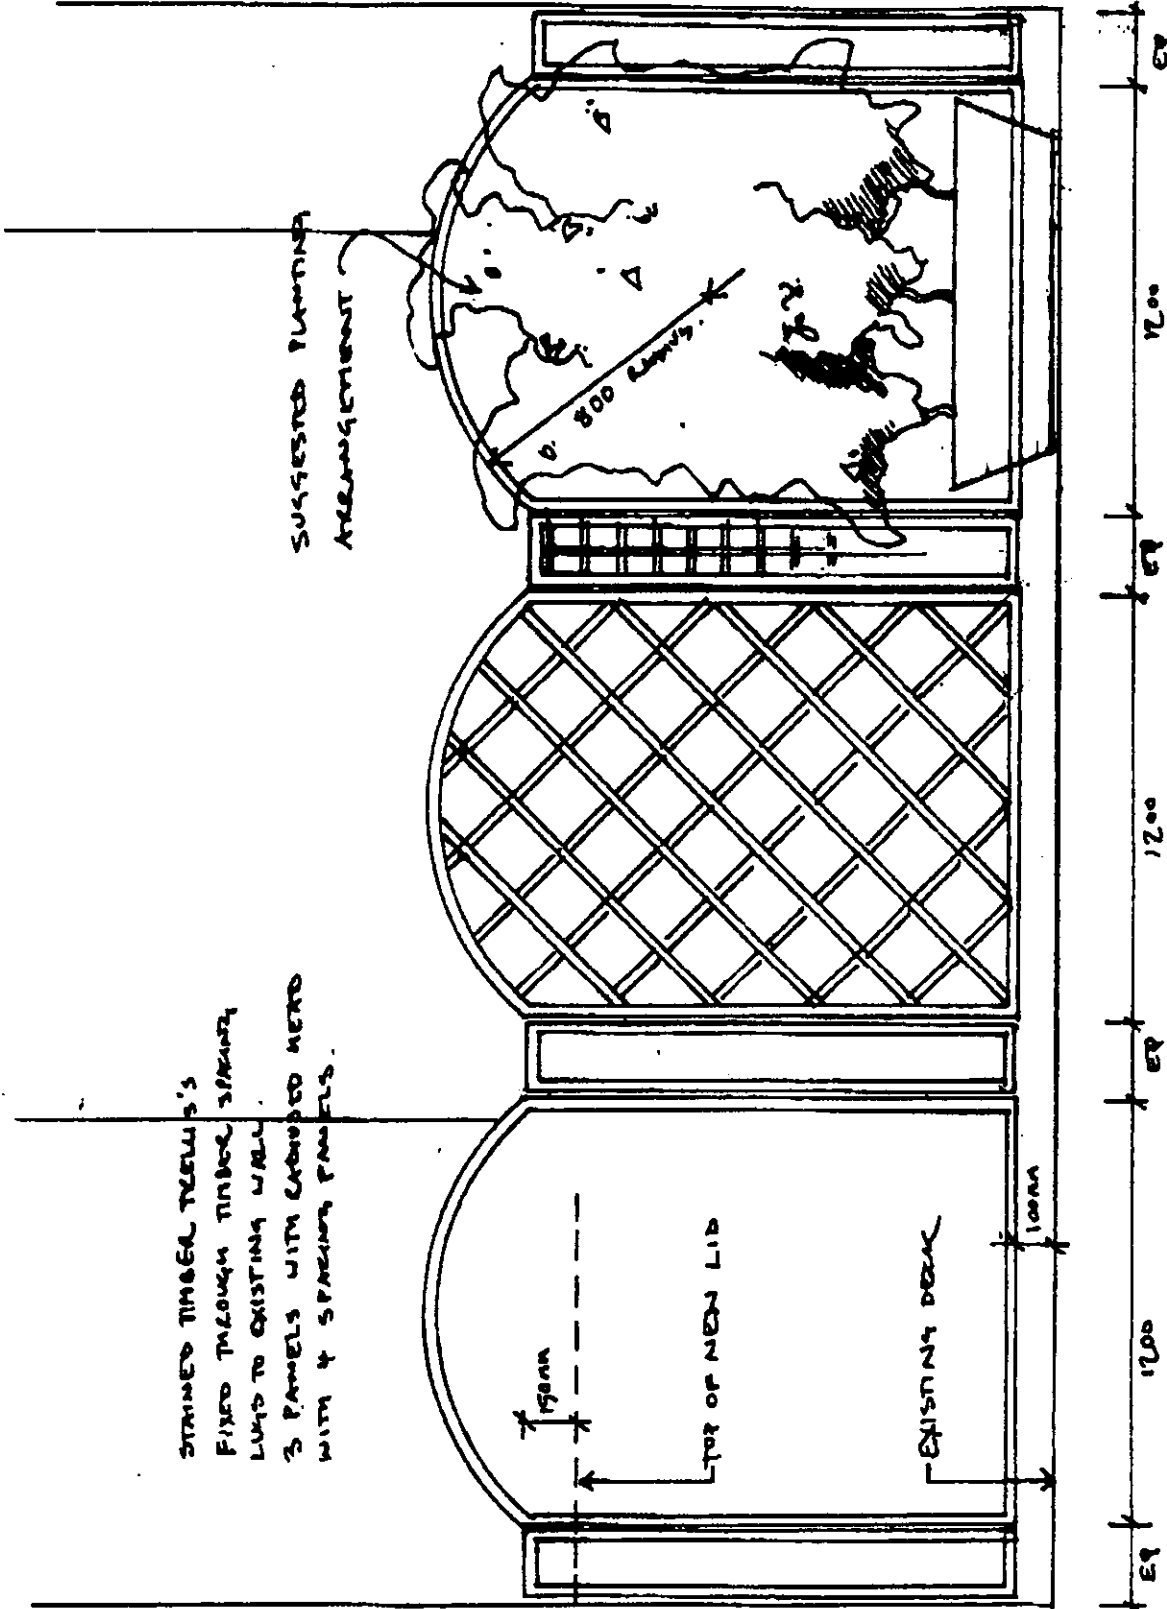 STAINED TIMBER TRELLIS'S
FIXED THROUGH TIMBER SPACING
LUGS TO EXISTING WALL.
3 PANELS WITH RADIUSED HEAD
WITH 4 SPACING PANELS.
SUGGESTED PLANTING
ARRANGEMENT
150MM
TOP OF NEW LID
EXISTING DECK
100MM
800 RADIUS.
EQ
1200
EQ
1200
EQ
1200
EQ